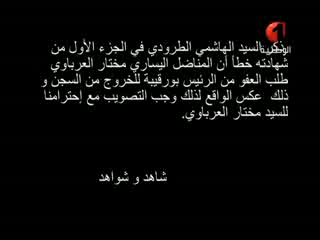 ذكر السيد الهاشمي الطرودي في الجزء الأول من
شهادته خطأ أن المناضل اليساري مختار العرباوي
طلب العفو من الرئيس بورقيبة للخروج من السجن و
ذلك عكس الواقع لذلك وجب التصويب مع إحترامنا
للسيد مختار العرباوي.
شاهد و شواهد